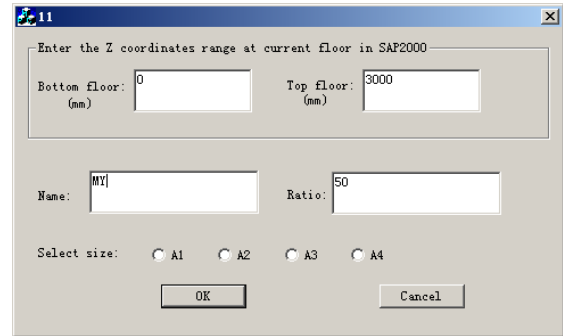 11
Enter the Z coordinates range at current floor in SAP2000
Bottom floor: 0
(mm)
Top floor: 3000
(mm)
Name: MY
Ratio: 50
Select size: A1 A2 A3 A4
OK Cancel